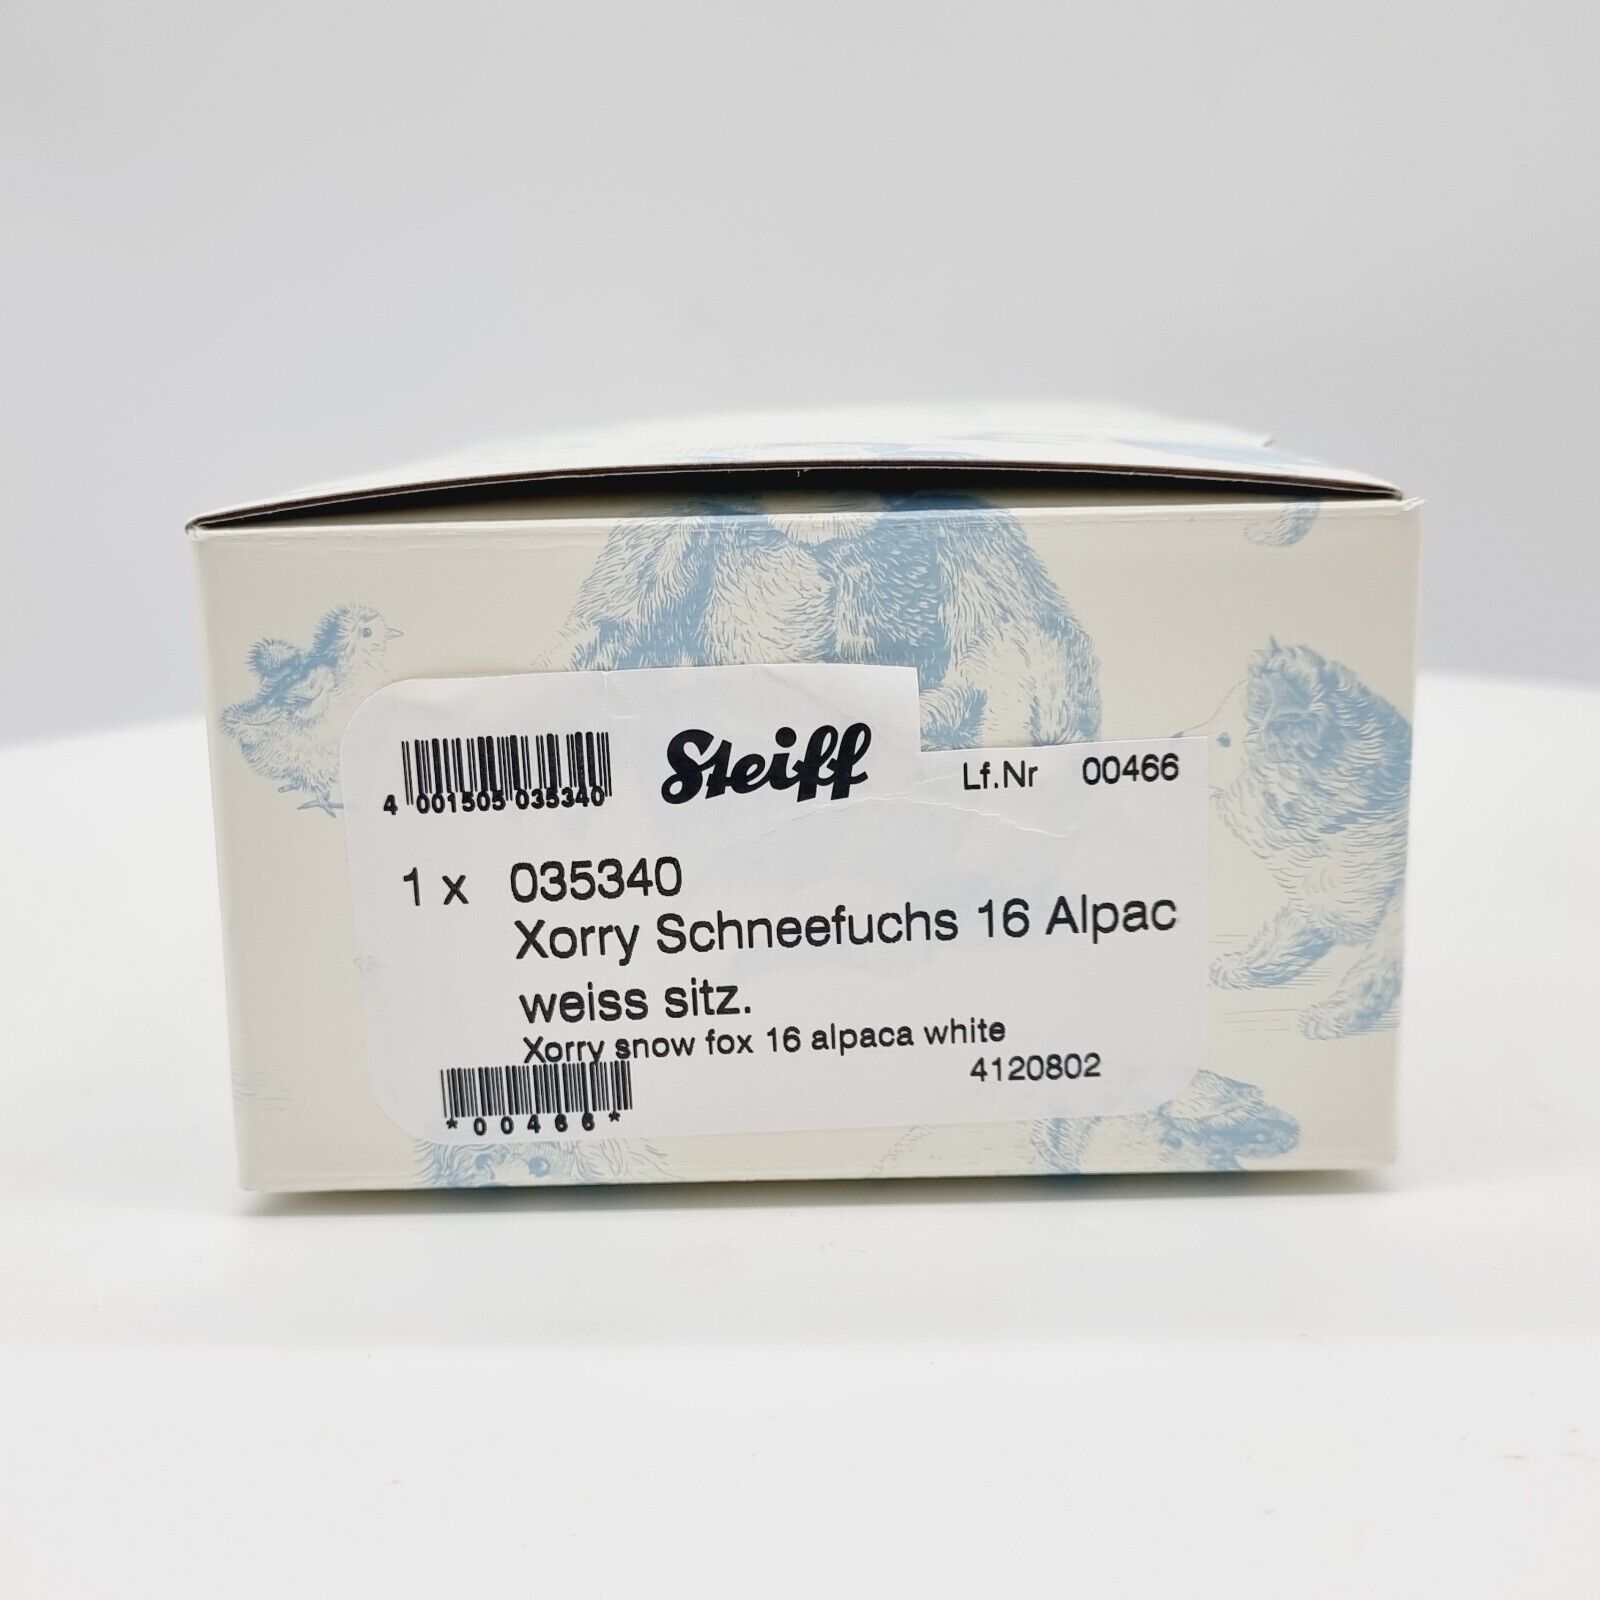 Steiff
Lf.Nr 00466
4 001505 035340
1 x 035340
Xorry Schneefuchs 16 Alpac
weiss sitz.
Xorry snow fox 16 alpaca white
4120802
*00466*